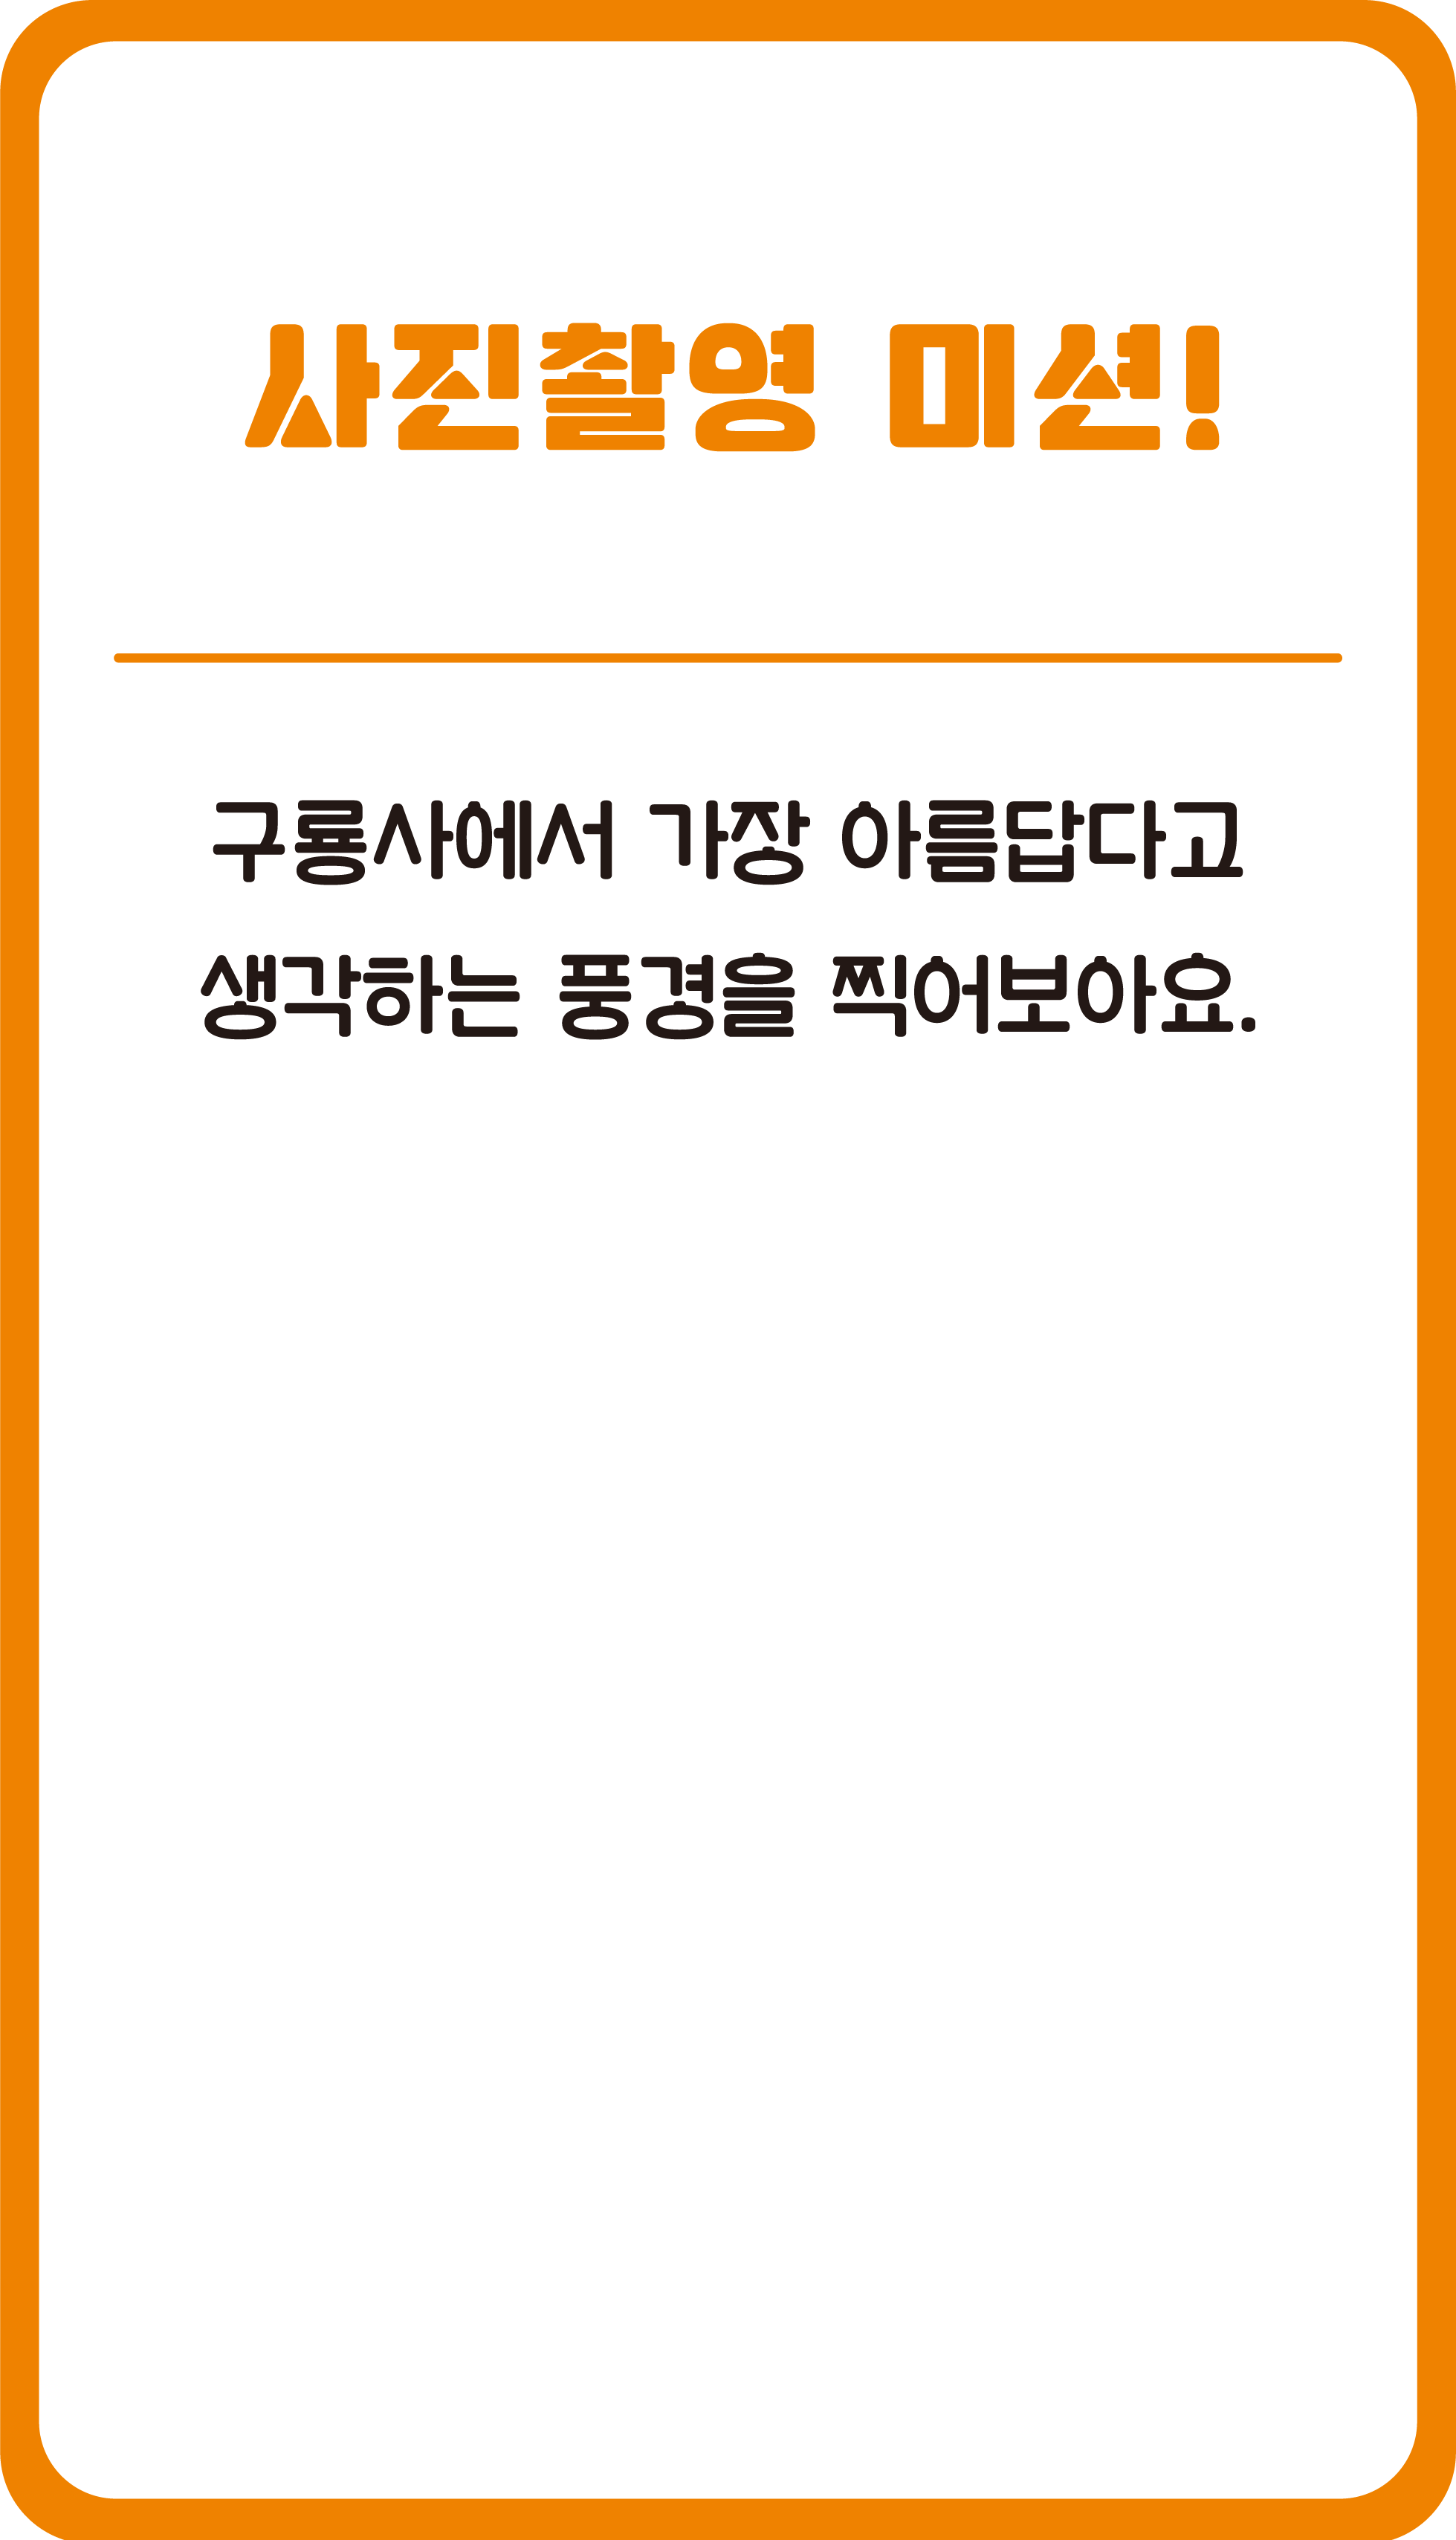 사진촬영 미션!
구룡사에서 가장 아름답다고
생각하는 풍경을 찍어보아요.